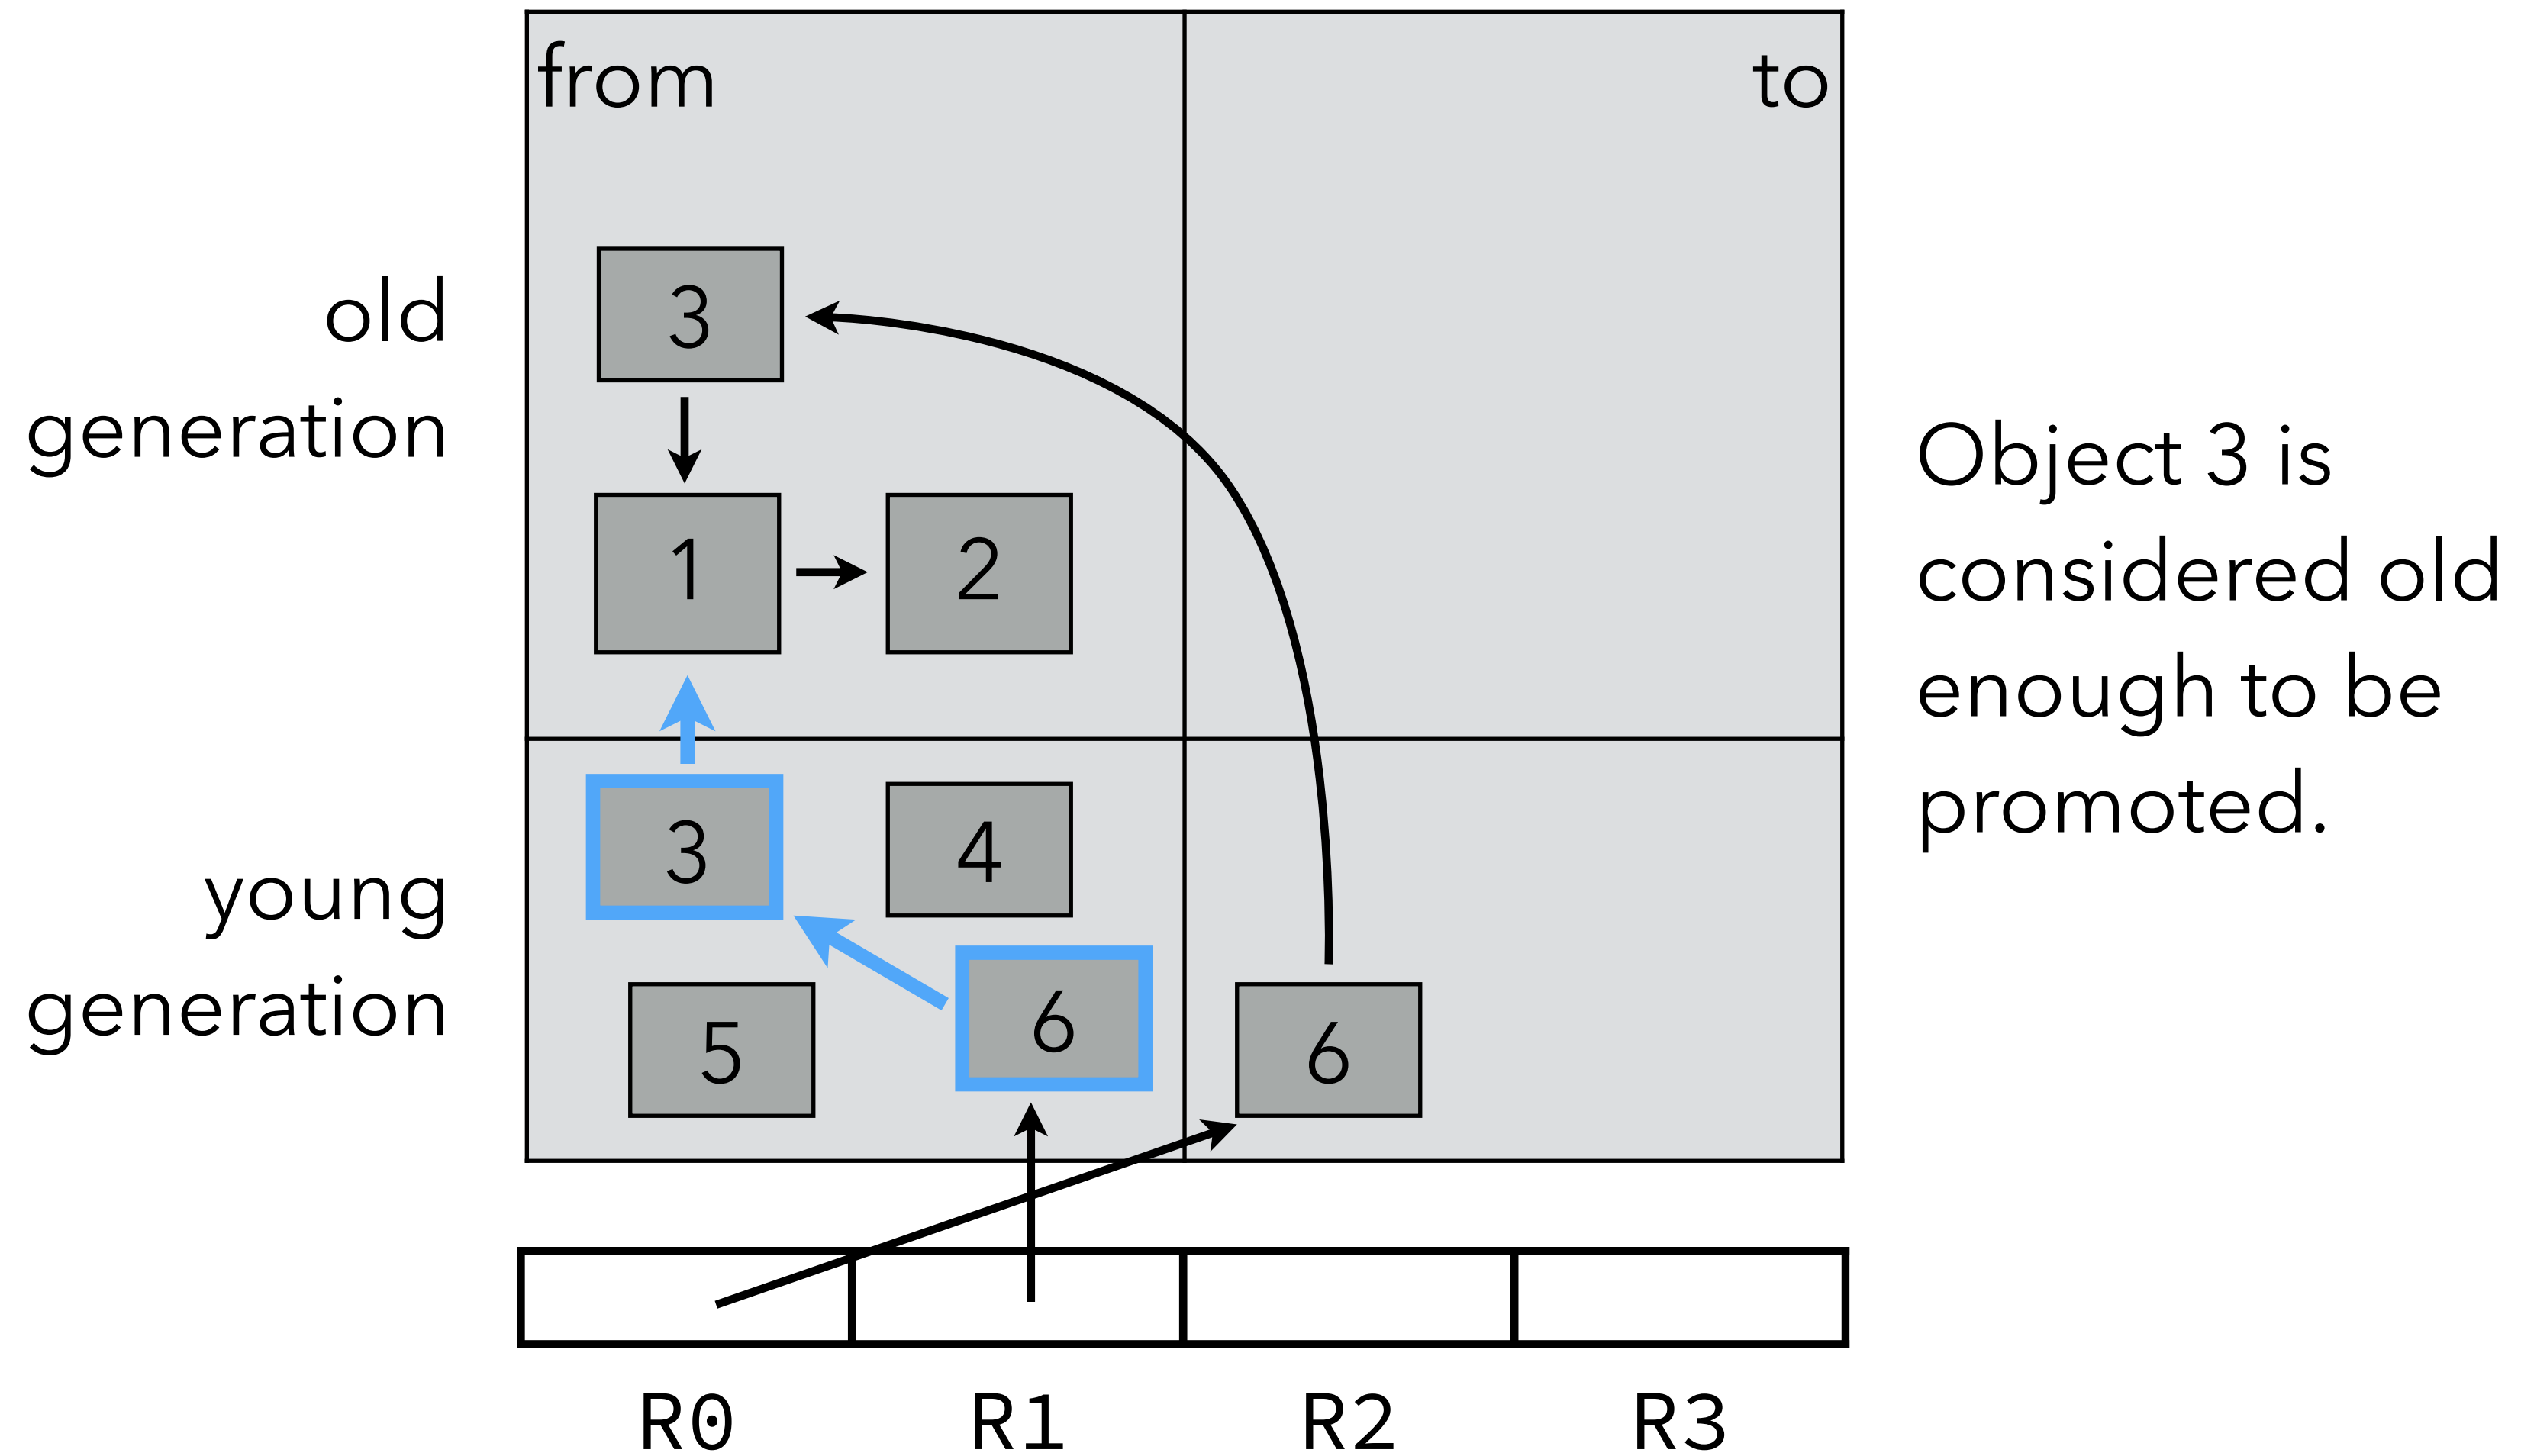 from
to
old
generation
3
1
2
Object 3 is
considered old
enough to be
promoted.
young
generation
3
4
5
6
6
R0
R1
R2
R3